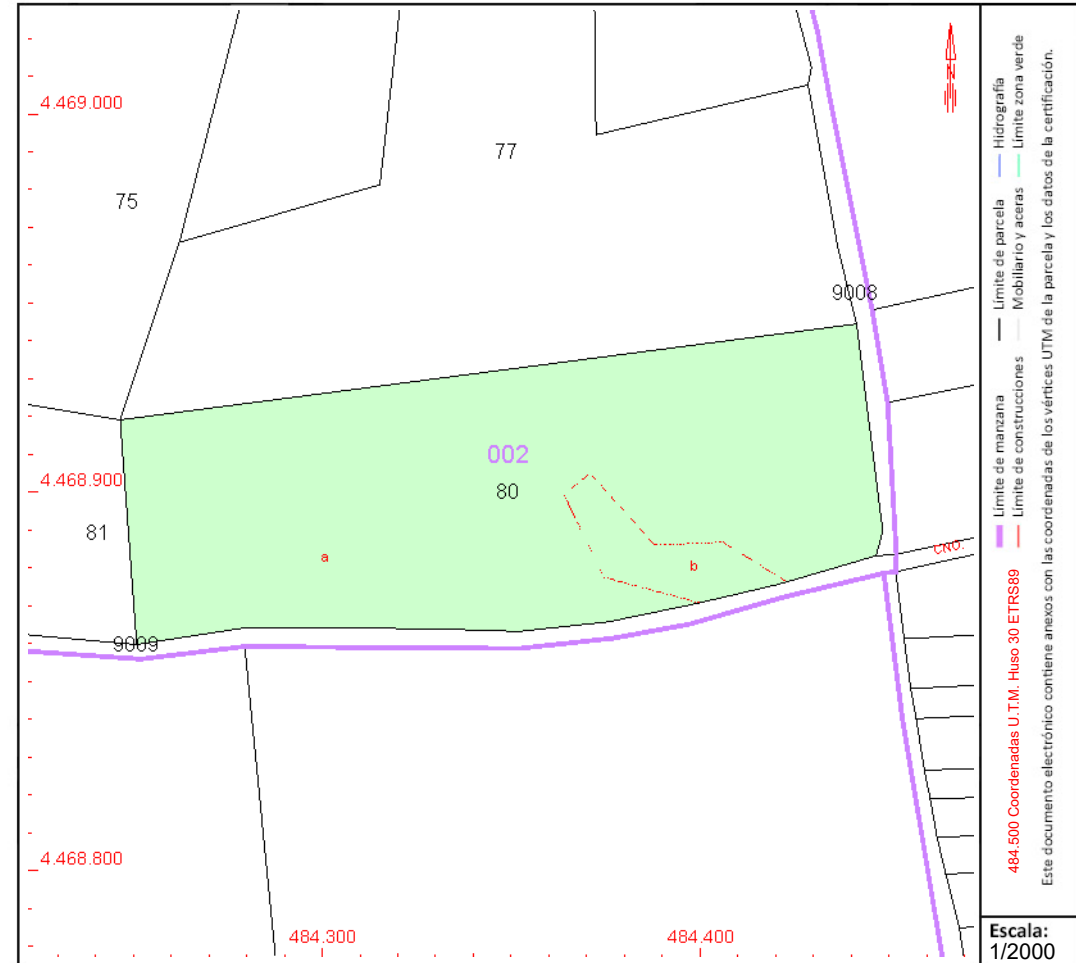 4.469.000
77
75
9008
002
4.468.900
80
81
a
b
CNO.
9009
4.468.800
484.300
484.400
N
Hidrografía
Límite zona verde
Límite de parcela
Mobiliario y aceras
Límite de manzana
Límite de construcciones
484.500 Coordenadas U.T.M. Huso 30 ETRS89
Este documento electrónico contiene anexos con las coordenadas de los vértices UTM de la parcela y los datos de la certificación.
Escala:
1/2000